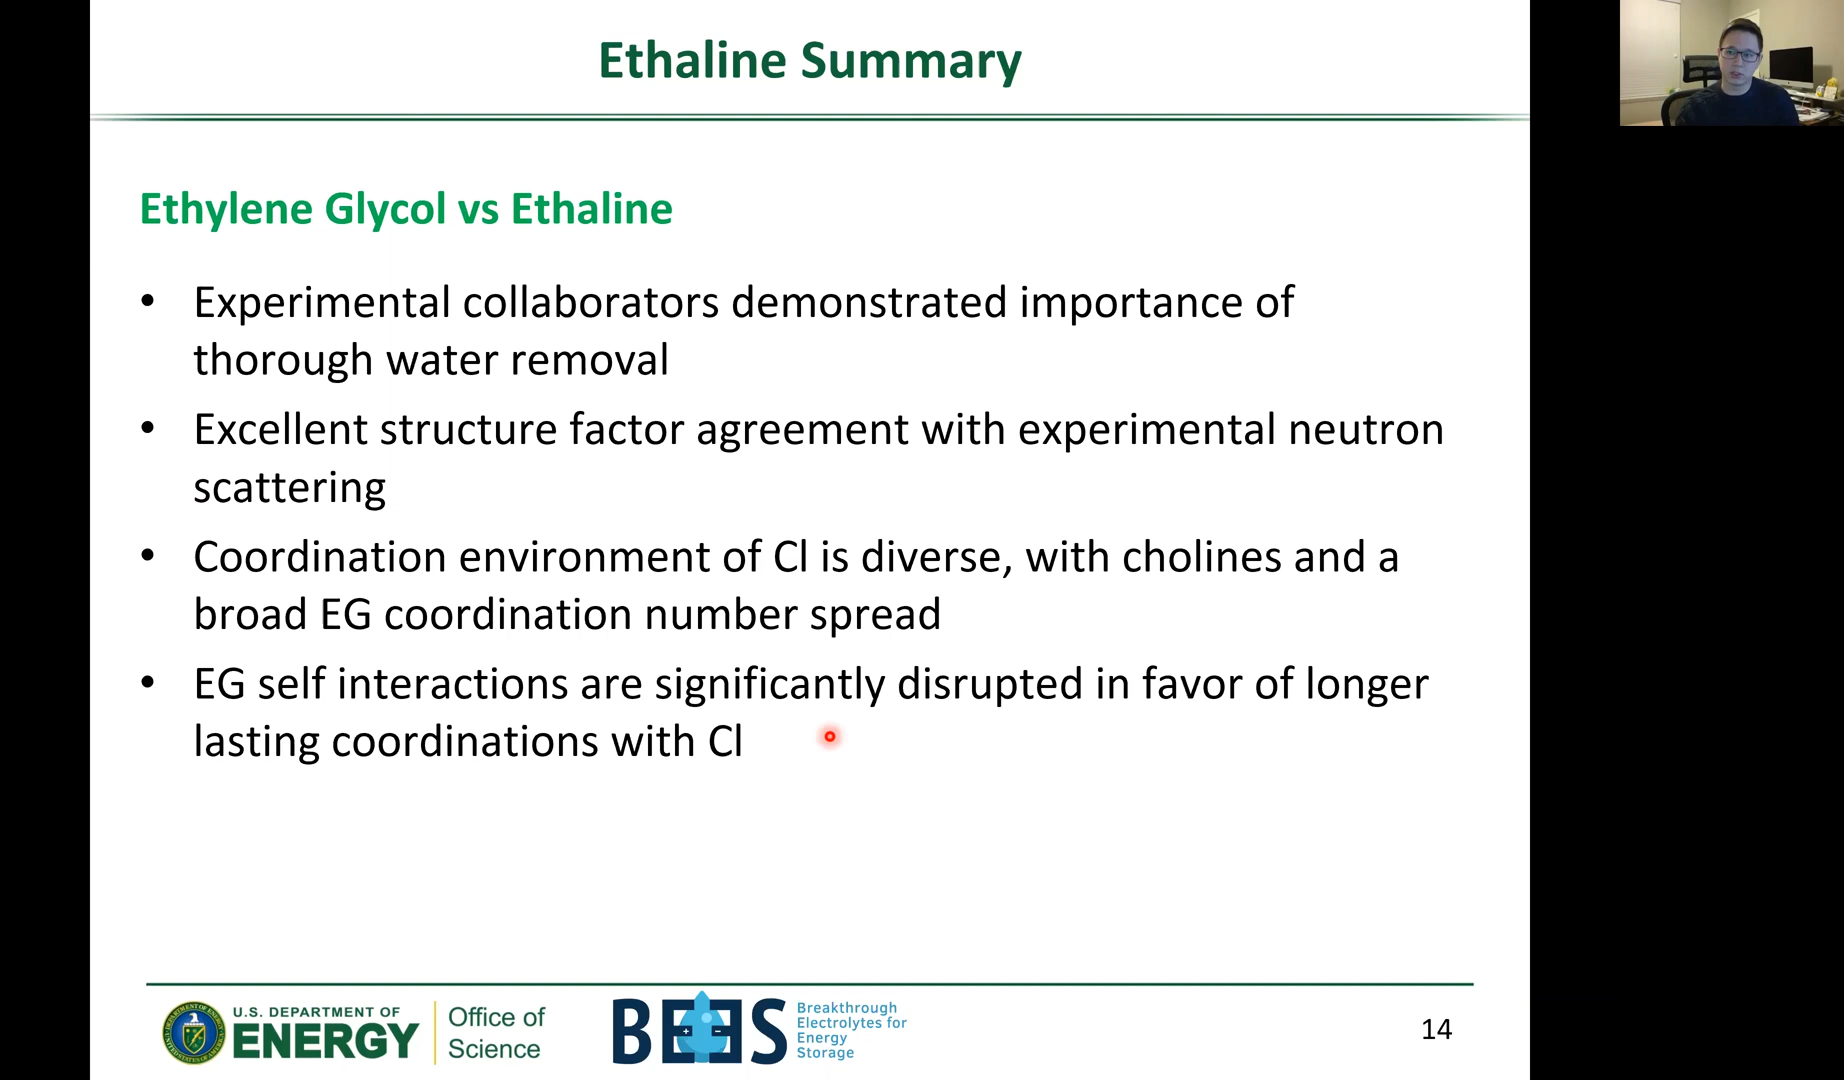 Ethaline Summary
Ethylene Glycol vs Ethaline
• Experimental collaborators demonstrated importance of
thorough water removal
• Excellent structure factor agreement with experimental neutron
scattering
• Coordination environment of Cl is diverse, with cholines and a
broad EG coordination number spread
• EG self interactions are significantly disrupted in favor of longer
lasting coordinations with Cl
U.S. DEPARTMENT OF
ENERGY
Office of
Science
BEES
+ −
Breakthrough
Electrolytes for
Energy
Storage
14